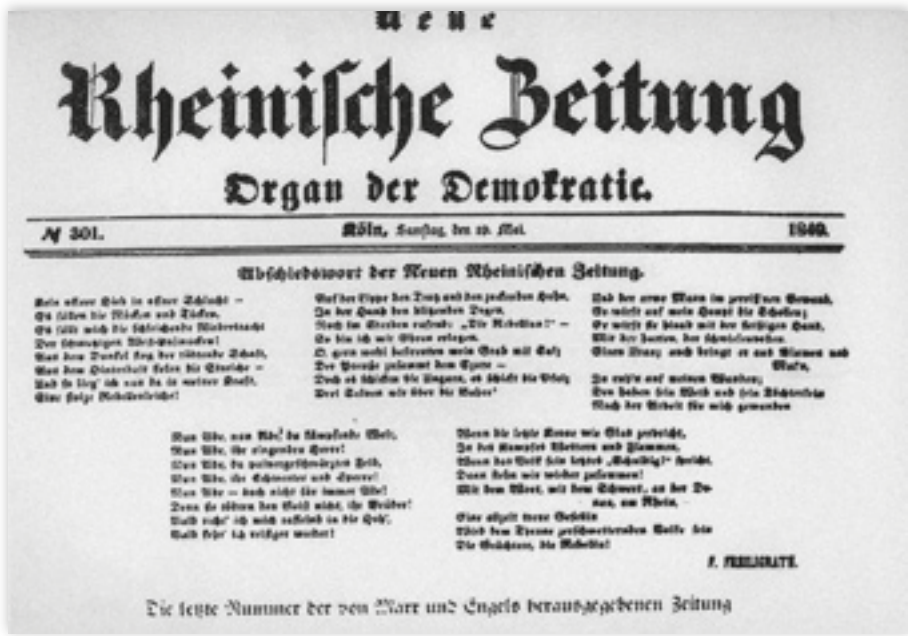 Neue
Rheinische Zeitung
Organ der Demokratie.
№ 301. Köln, Samstag, den 19. Mai. 1849.
Abschiedswort der Neuen Rheinischen Zeitung.
Kein offner Hieb in offner Schlacht –
Es fällen die Nücken und Tücken,
Es fällt mich die schleichende Niedertracht
Der schmutzigen West-Kalmücken!
Aus dem Dunkel flog der tödtende Schaft,
Aus dem Hinterhalt fielen die Streiche –
Und so lieg' ich nun da in meiner Kraft,
Eine stolze Rebellenleiche!
Auf der Lippe den Trotz und den zuckenden Hohn,
In der Hand den blitzenden Degen,
Noch im Sterben rufend: „Die Rebellion!“ –
So bin ich mit Ehren erlegen.
O, gern wohl bestreuten mein Grab mit Salz
Der Preuße zusammt dem Czare –
Doch es schicken die Ungarn, es schickt die Pfalz
Drei Salven mir über die Bahre!
Und der arme Mann im zerriss'nen Gewand,
Er wirft auf mein Haupt die Schollen;
Er wirft sie hinab mit der fleißigen Hand,
Mit der harten, der schwielenvollen.
Einen Kranz auch bringt er aus Blumen und
Mai'n,
Zu ruh'n auf meinen Wunden;
Den haben sein Weib und sein Töchterlein
Nach der Arbeit für mich gewunden
Nun Ade, nun Ade, du kämpfende Welt,
Nun Ade, ihr ringenden Heere!
Nun Ade, du pulvergeschwärztes Feld,
Nun Ade, ihr Schwerter und Speere!
Nun Ade – doch nicht für immer Ade!
Denn sie tödten den Geist nicht, ihr Brüder!
Bald richt' ich mich rasselnd in die Höh',
Bald kehr' ich reisiger wieder!
Wenn die letzte Krone wie Glas zerbricht,
In des Kampfes Wettern und Flammen,
Wenn das Volk sein letztes „Schuldig!“ spricht,
Dann stehn wir wieder zusammen!
Mit dem Wort, mit dem Schwert, an der Do-
nau, am Rhein, –
Eine allzeit treue Gesellin
Wird dem Throne zerschmetternden Volke sein
Die Geächtete, die Rebellin!
F. FREILIGRATH.
Die letzte Nummer der von Marx und Engels herausgegebenen Zeitung